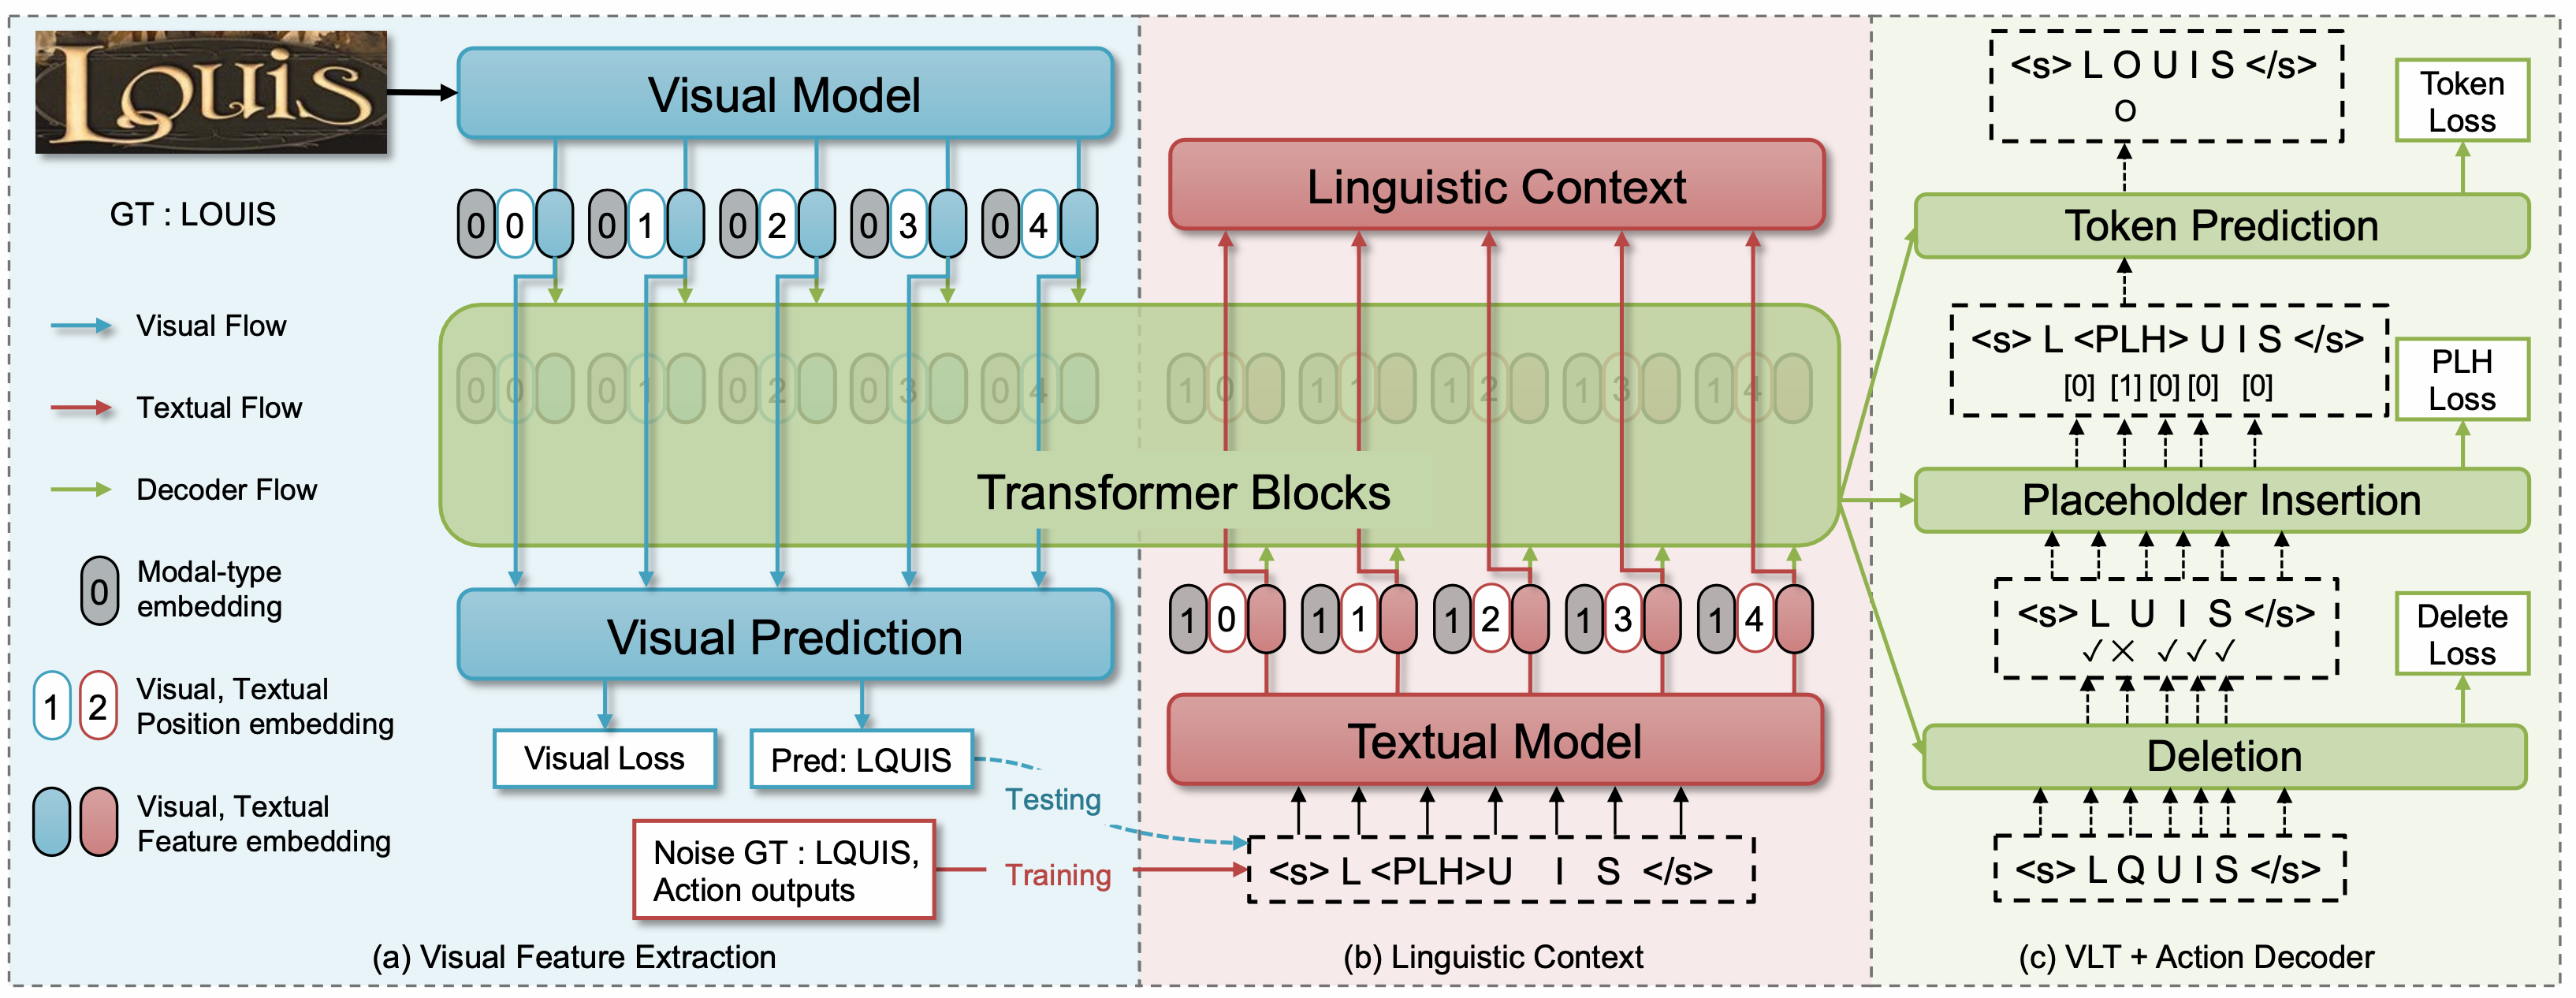 Louis
GT : LOUIS
Visual Flow
Textual Flow
Decoder Flow
0 Modal-type
embedding
1 2 Visual, Textual
Position embedding
Visual, Textual
Feature embedding
Visual Model
0 0 0 1 0 2 0 3 0 4
0 0 0 1 0 2 0 3 0 4
Visual Prediction
Visual Loss
Pred: LQUIS
Testing
Noise GT : LQUIS,
Action outputs
Training
(a) Visual Feature Extraction
Linguistic Context
1 0 1 1 1 2 1 3 1 4
Transformer Blocks
1 0 1 1 1 2 1 3 1 4
Textual Model
<s> L <PLH>U I S </s>
(b) Linguistic Context
<s> L O U I S </s>
O
Token
Loss
Token Prediction
<s> L <PLH> U I S </s>
[0] [1] [0] [0] [0]
PLH
Loss
Placeholder Insertion
<s> L U I S </s>
✓ × ✓ ✓ ✓
Delete
Loss
Deletion
<s> L Q U I S </s>
(c) VLT + Action Decoder